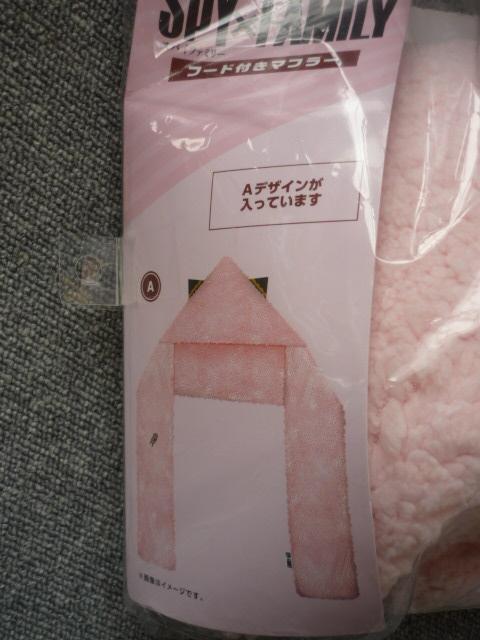 SPY×FAMILY
フード付きマフラー
Aデザインが
入っています
A
※画像はイメージです。